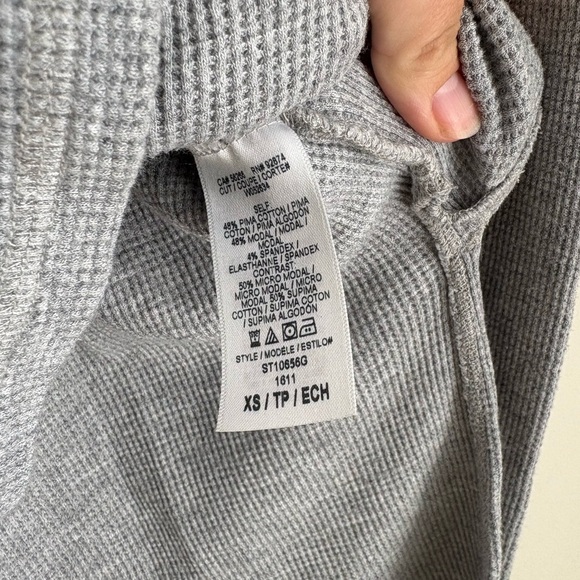 CA# 56066 RN# 92874
CUT / COUPE / CORTE#
SELF
48% PIMA COTTON / PIMA
COTON / PIMA ALGODÓN
48% MODAL / MODAL /
MODAL
4% SPANDEX /
ELASTHANNE / SPANDEX
CONTRAST
50% MICRO MODAL /
MICRO MODAL / MICRO
MODAL 50% SUPIMA
COTTON / SUPIMA COTON
/ SUPIMA ALGODON
STYLE / MODÈLE / ESTILO#
ST10656G
1611
XS / TP / ECH